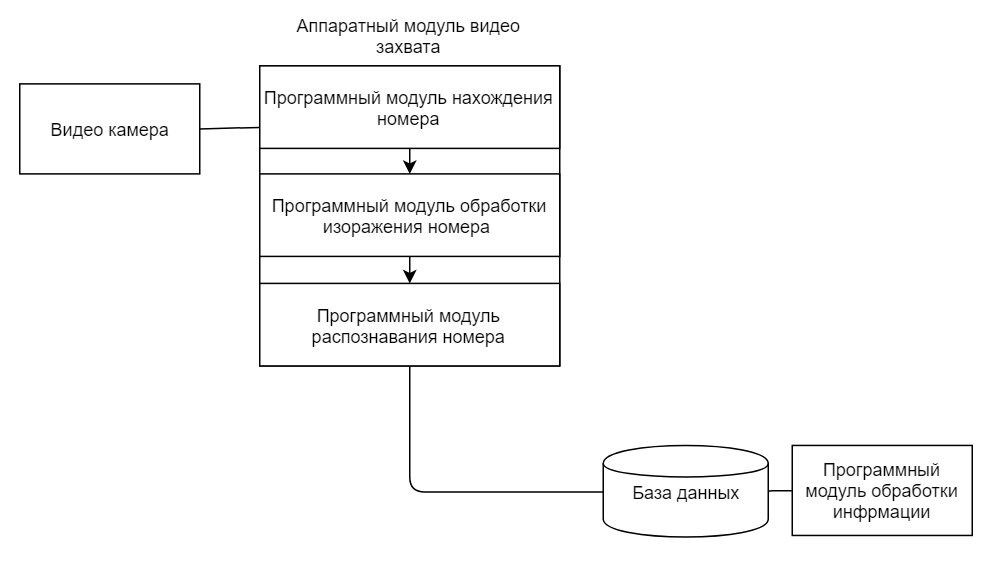 Аппаратный модуль видео
захвата
Видео камера
Программный модуль нахождения
номера
Программный модуль обработки
изоражения номера
Программный модуль
распознавания номера
База данных
Программный
модуль обработки
инфрмации